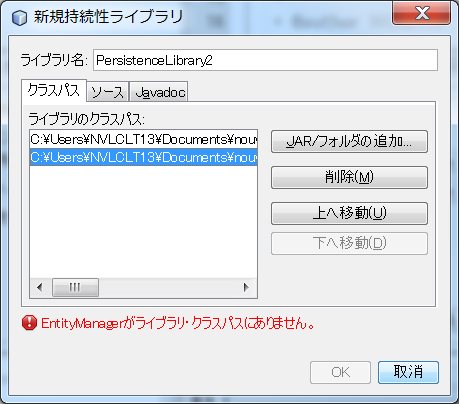 新規持続性ライブラリ
ライブラリ名: PersistenceLibrary2
クラスパス ソース Javadoc
ライブラリのクラスパス:
C:¥Users¥NVLCLT13¥Documents¥nou
C:¥Users¥NVLCLT13¥Documents¥nou
JAR/フォルダの追加...
削除(M)
上へ移動(U)
下へ移動(D)
EntityManagerがライブラリ・クラスパスにありません。
OK 取消